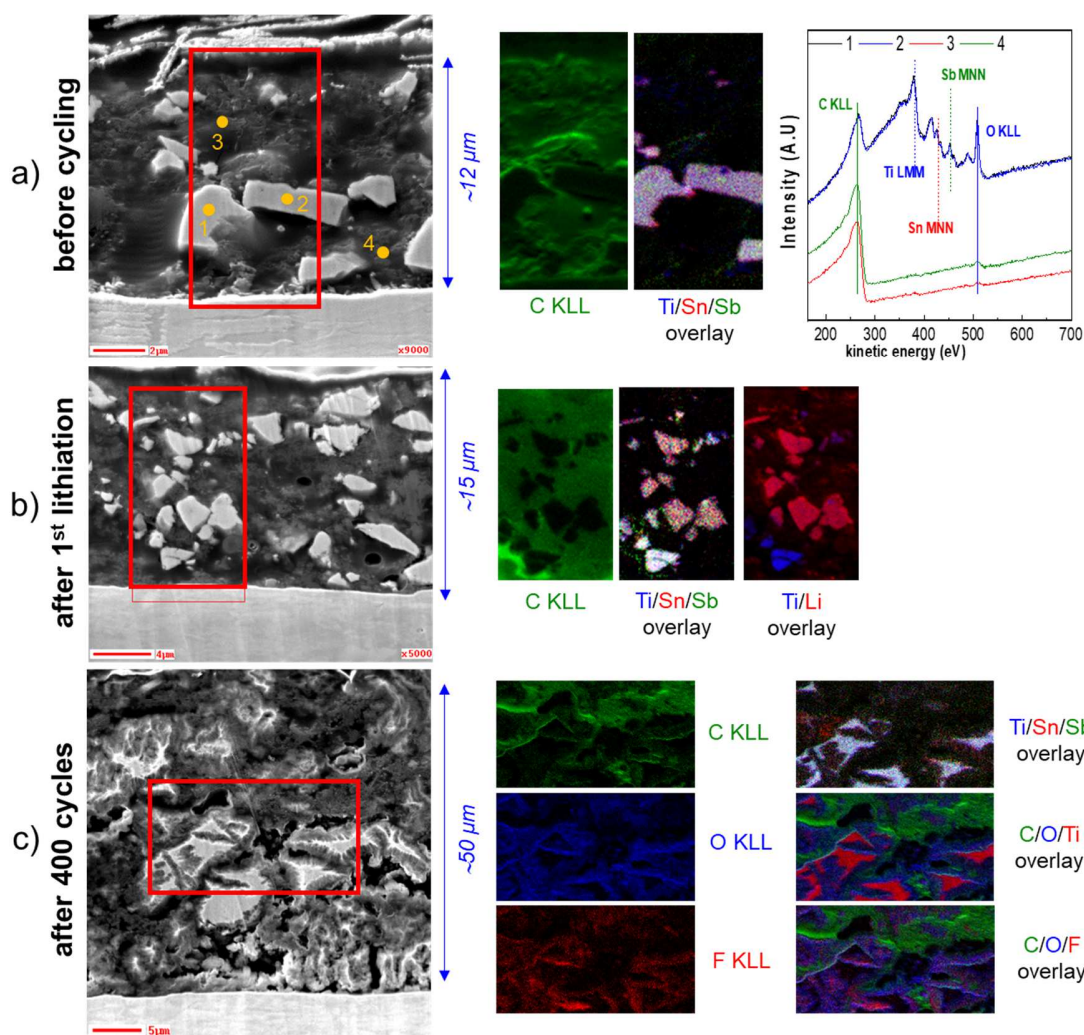 a)
before cycling
1
2
3
4
2µm
x9000
~12 µm
C KLL
Ti/Sn/Sb
overlay
1 2 3 4
Sb MNN
C KLL
O KLL
Ti LMM
Sn MNN
Intensity (A.U)
200 300 400 500 600 700
kinetic energy (eV)
b)
after 1st lithiation
4µm
x5000
~15 µm
C KLL
Ti/Sn/Sb
overlay
Ti/Li
overlay
c)
after 400 cycles
5µm
~50 µm
C KLL
O KLL
F KLL
Ti/Sn/Sb
overlay
C/O/Ti
overlay
C/O/F
overlay